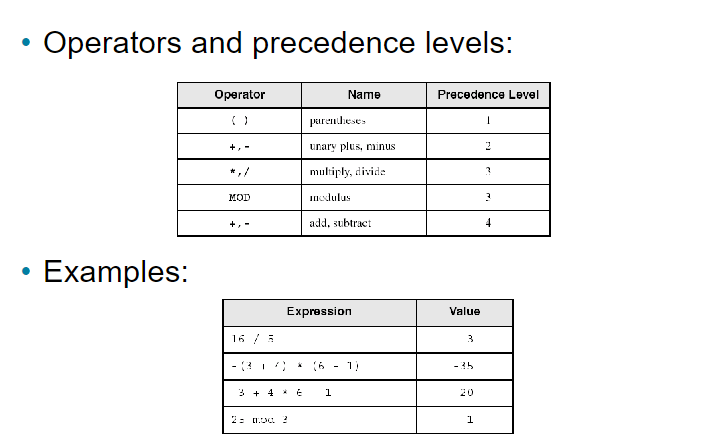 • Operators and precedence levels:
Operator Name Precedence Level
( ) parentheses 1
+,- unary plus, minus 2
*,/ multiply, divide 3
MOD modulus 3
+,- add, subtract 4
• Examples:
Expression Value
16 / 5 3
-(3 + 4) * (6 - 1) -35
3 + 4 * 6 1 20
25 mod 3 1